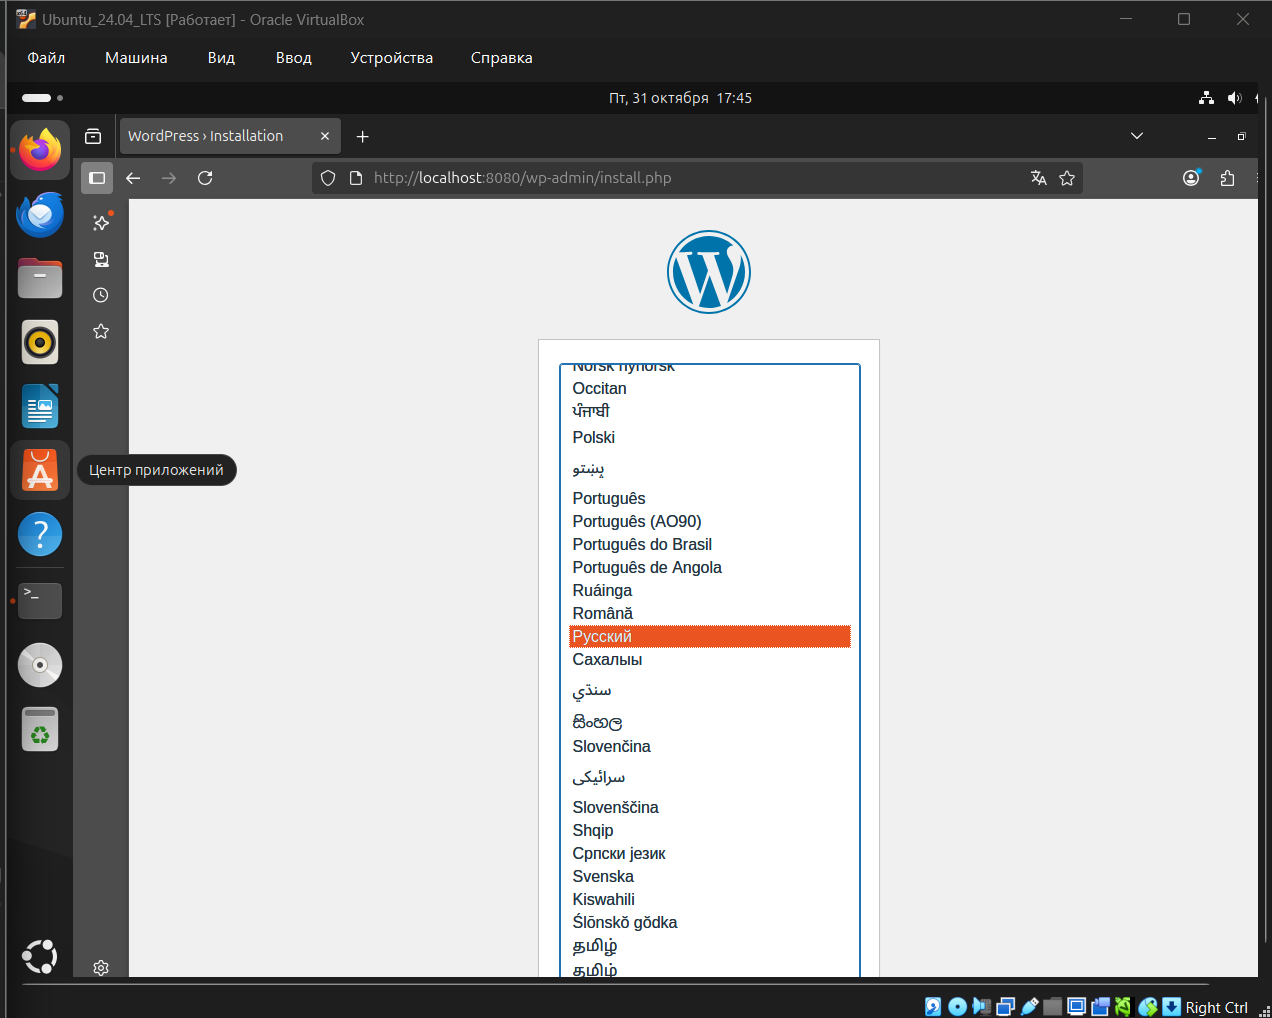 Ubuntu_24.04_LTS [Работает] - Oracle VirtualBox
Файл Машина Вид Ввод Устройства Справка
Пт, 31 октября 17:45
WordPress › Installation
http://localhost:8080/wp-admin/install.php
Norsk nynorsk
Occitan
ਪੰਜਾਬੀ
Polski
پښتو
Português
Português (AO90)
Português do Brasil
Português de Angola
Ruáinga
Română
Русский
Сахалыы
سنڌي
සිංහල
Slovenčina
سرائیکی
Slovenščina
Shqip
Српски језик
Svenska
Kiswahili
Ślōnskŏ gŏdka
தமிழ்
தமிழ்
Центр приложений
Right Ctrl